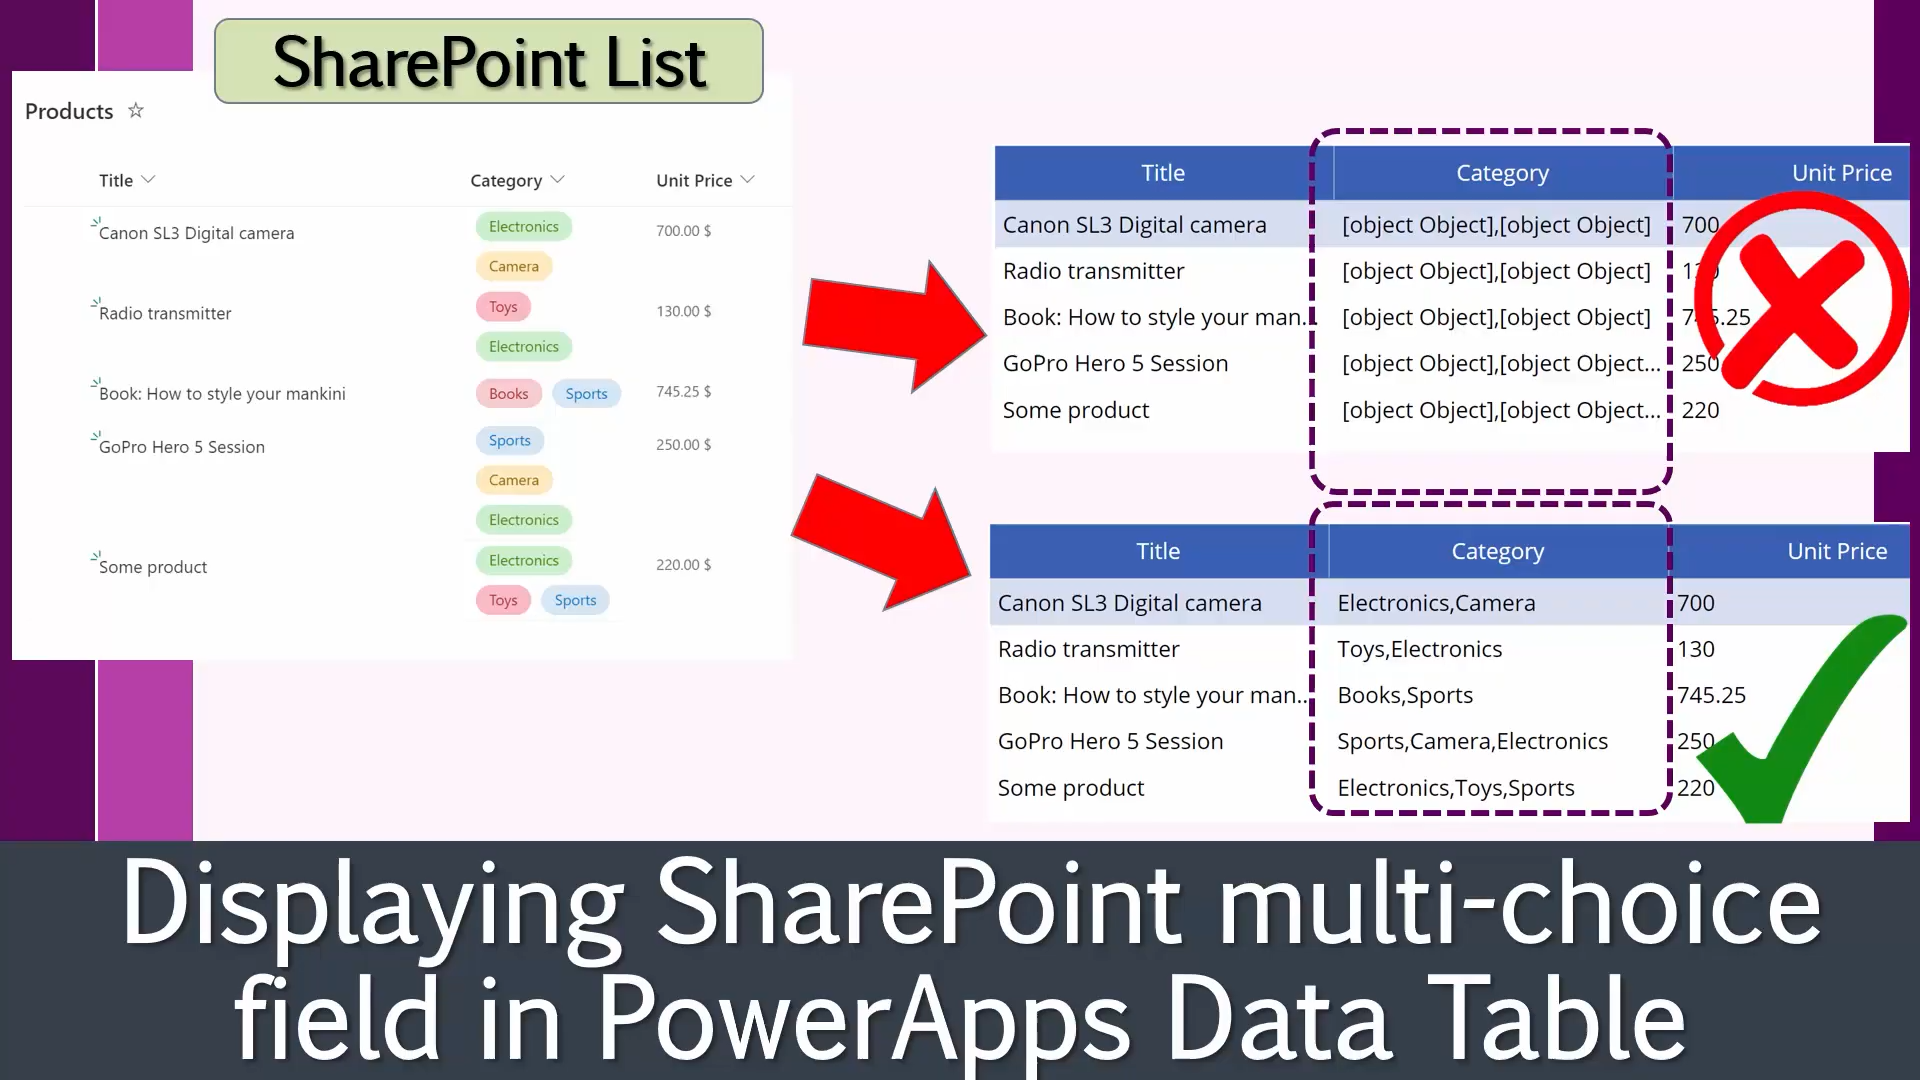 SharePoint List
Products
Title Category Unit Price
Canon SL3 Digital camera Electronics 700.00 $
Camera
Radio transmitter Toys 130.00 $
Electronics
Book: How to style your mankini Books Sports 745.25 $
GoPro Hero 5 Session Sports 250.00 $
Camera
Electronics
Some product Electronics 220.00 $
Toys Sports
Title Category Unit Price
Canon SL3 Digital camera [object Object],[object Object] 700
Radio transmitter [object Object],[object Object] 130
Book: How to style your man... [object Object],[object Object] 745.25
GoPro Hero 5 Session [object Object],[object Object... 250
Some product [object Object],[object Object... 220
Title Category Unit Price
Canon SL3 Digital camera Electronics,Camera 700
Radio transmitter Toys,Electronics 130
Book: How to style your man... Books,Sports 745.25
GoPro Hero 5 Session Sports,Camera,Electronics 250
Some product Electronics,Toys,Sports 220
Displaying SharePoint multi-choice
field in PowerApps Data Table